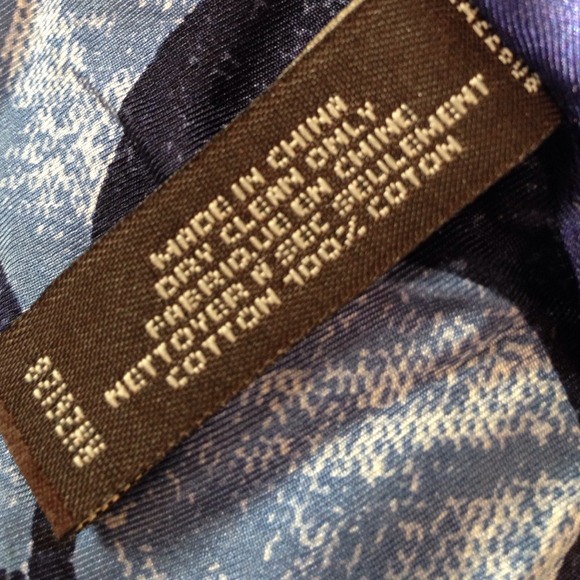 MADE IN CHINA
DRY CLEAN ONLY
FABRIQUE EN CHINE
NETTOYER A SEC SEULEMENT
COTTON 100% COTON